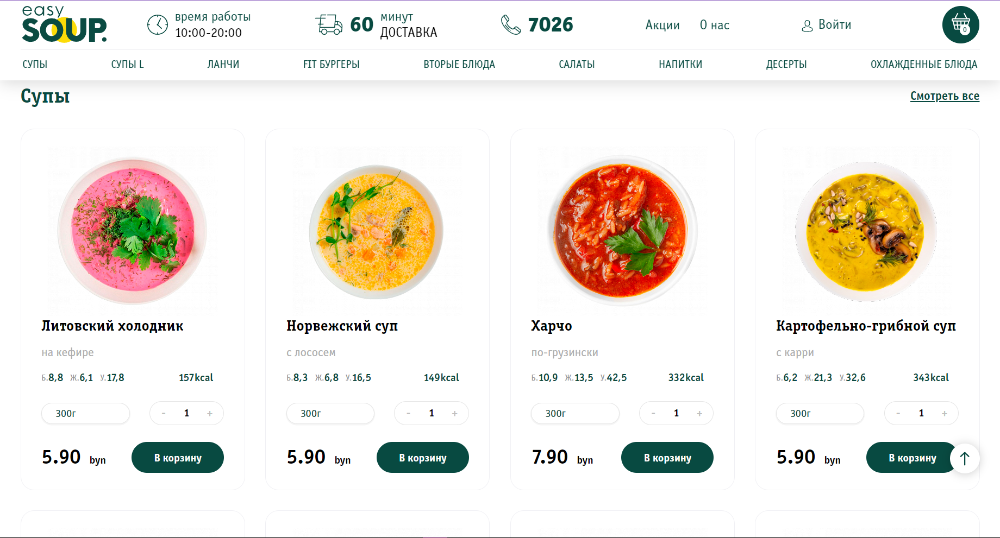 easy
SOUP.
время работы
10:00-20:00
60 минут
ДОСТАВКА
7026
Акции
О нас
Войти
0
СУПЫ
СУПЫ L
ЛАНЧИ
FIT БУРГЕРЫ
ВТОРЫЕ БЛЮДА
САЛАТЫ
НАПИТКИ
ДЕСЕРТЫ
ОХЛАЖДЕННЫЕ БЛЮДА
Супы
Смотреть все
Литовский холодник
на кефире
Б.8,8 Ж.6,1 У.17,8 157kcal
300г - 1 +
5.90 byn В корзину
Норвежский суп
с лососем
Б.8,3 Ж.6,8 У.16,5 149kcal
300г - 1 +
5.90 byn В корзину
Харчо
по-грузински
Б.10,9 Ж.13,5 У.42,5 332kcal
300г - 1 +
7.90 byn В корзину
Картофельно-грибной суп
с карри
Б.6,2 Ж.21,3 У.32,6 343kcal
300г - 1 +
5.90 byn В корзину